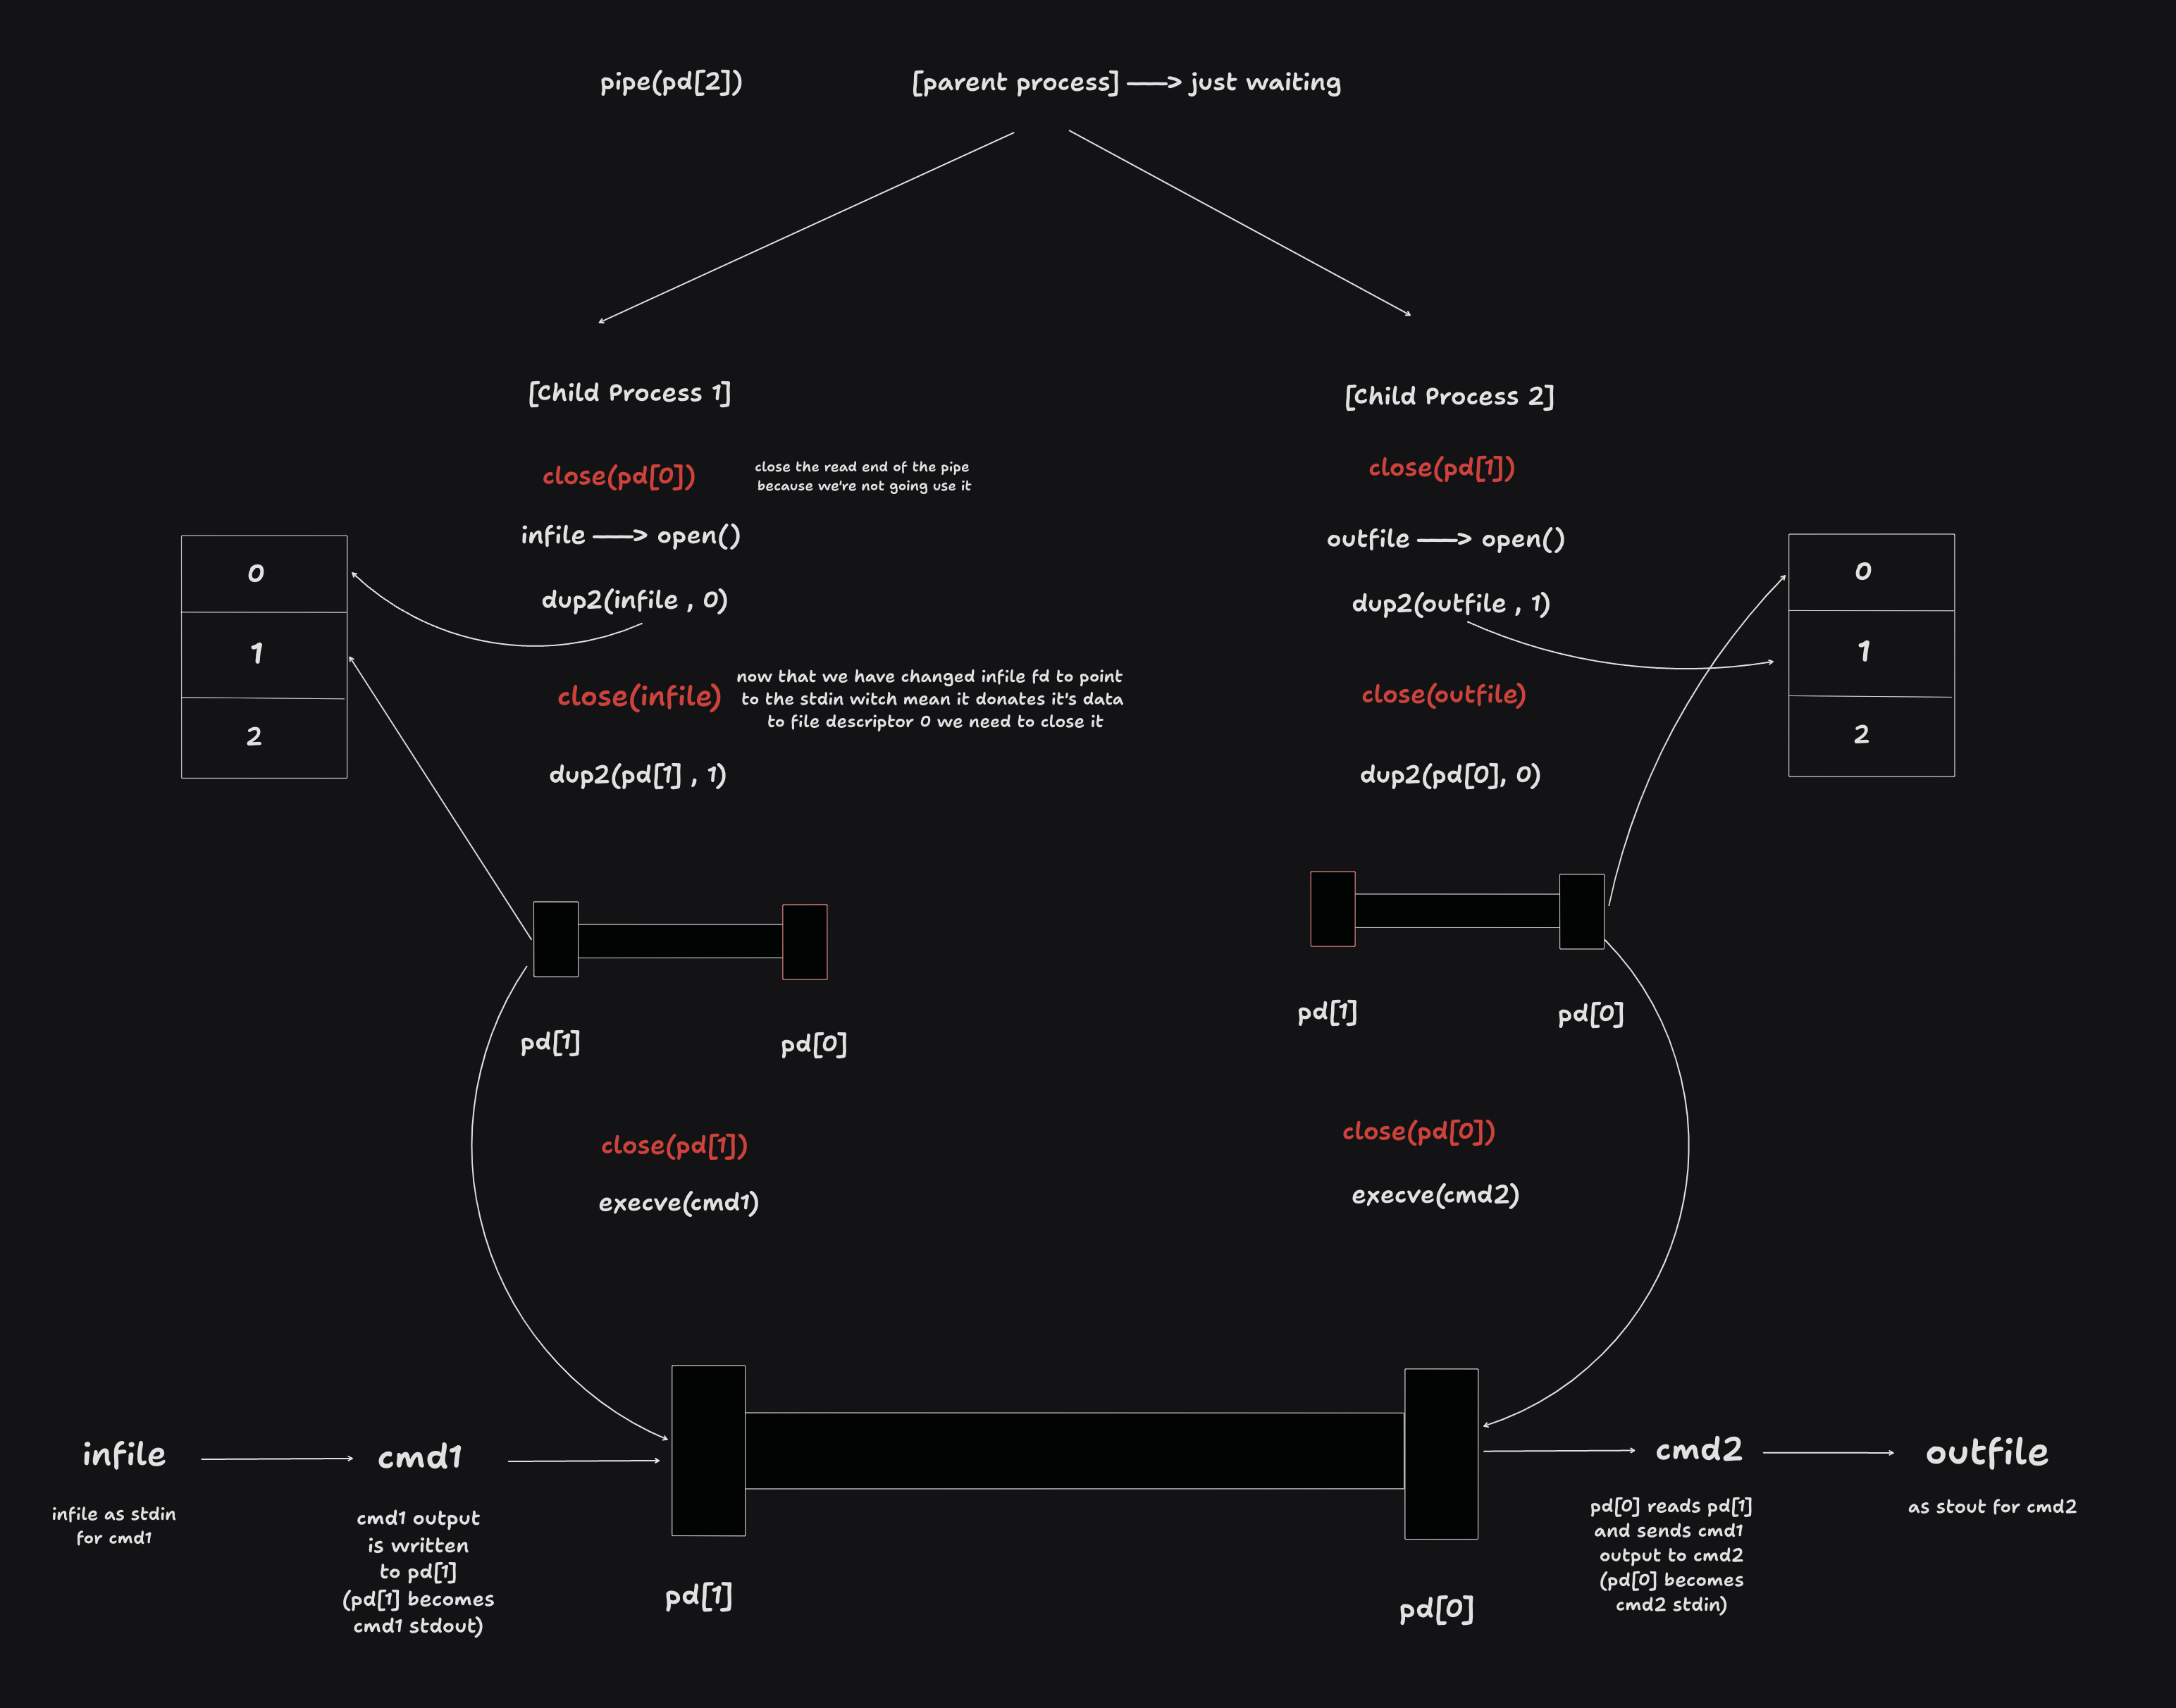 pipe(pd[2])
[parent process] ——> just waiting
[Child Process 1]
close(pd[0])
close the read end of the pipe
because we're not going use it
infile ——> open()
dup2(infile , 0)
close(infile)
now that we have changed infile fd to point
to the stdin witch mean it donates it's data
to file descriptor 0 we need to close it
dup2(pd[1] , 1)
0
1
2
pd[1]
pd[0]
close(pd[1])
execve(cmd1)
[Child Process 2]
close(pd[1])
outfile ——> open()
dup2(outfile , 1)
close(outfile)
dup2(pd[0], 0)
0
1
2
pd[1]
pd[0]
close(pd[0])
execve(cmd2)
infile
infile as stdin
for cmd1
cmd1
cmd1 output
is written
to pd[1]
(pd[1] becomes
cmd1 stdout)
pd[1]
pd[0]
cmd2
pd[0] reads pd[1]
and sends cmd1
output to cmd2
(pd[0] becomes
cmd2 stdin)
outfile
as stout for cmd2